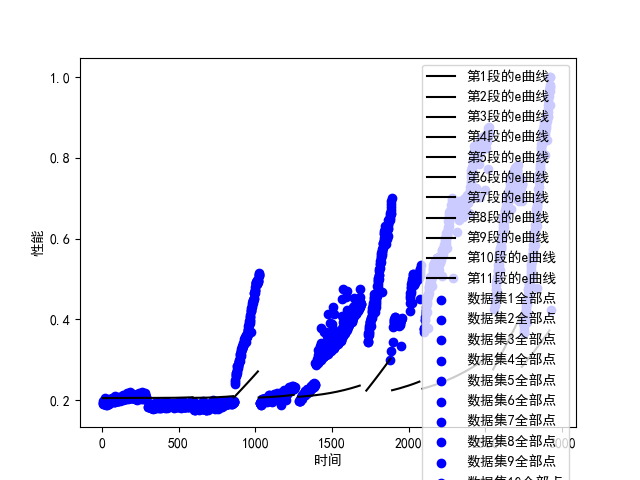 1.0
0.8
0.6
0.4
0.2
性能
0
500
1000
1500
2000
时间
第1段的e曲线
第2段的e曲线
第3段的e曲线
第4段的e曲线
第5段的e曲线
第6段的e曲线
第7段的e曲线
第8段的e曲线
第9段的e曲线
第10段的e曲线
第11段的e曲线
数据集1全部点
数据集2全部点
数据集3全部点
数据集4全部点
数据集5全部点
数据集6全部点
数据集7全部点
数据集8全部点
数据集9全部点